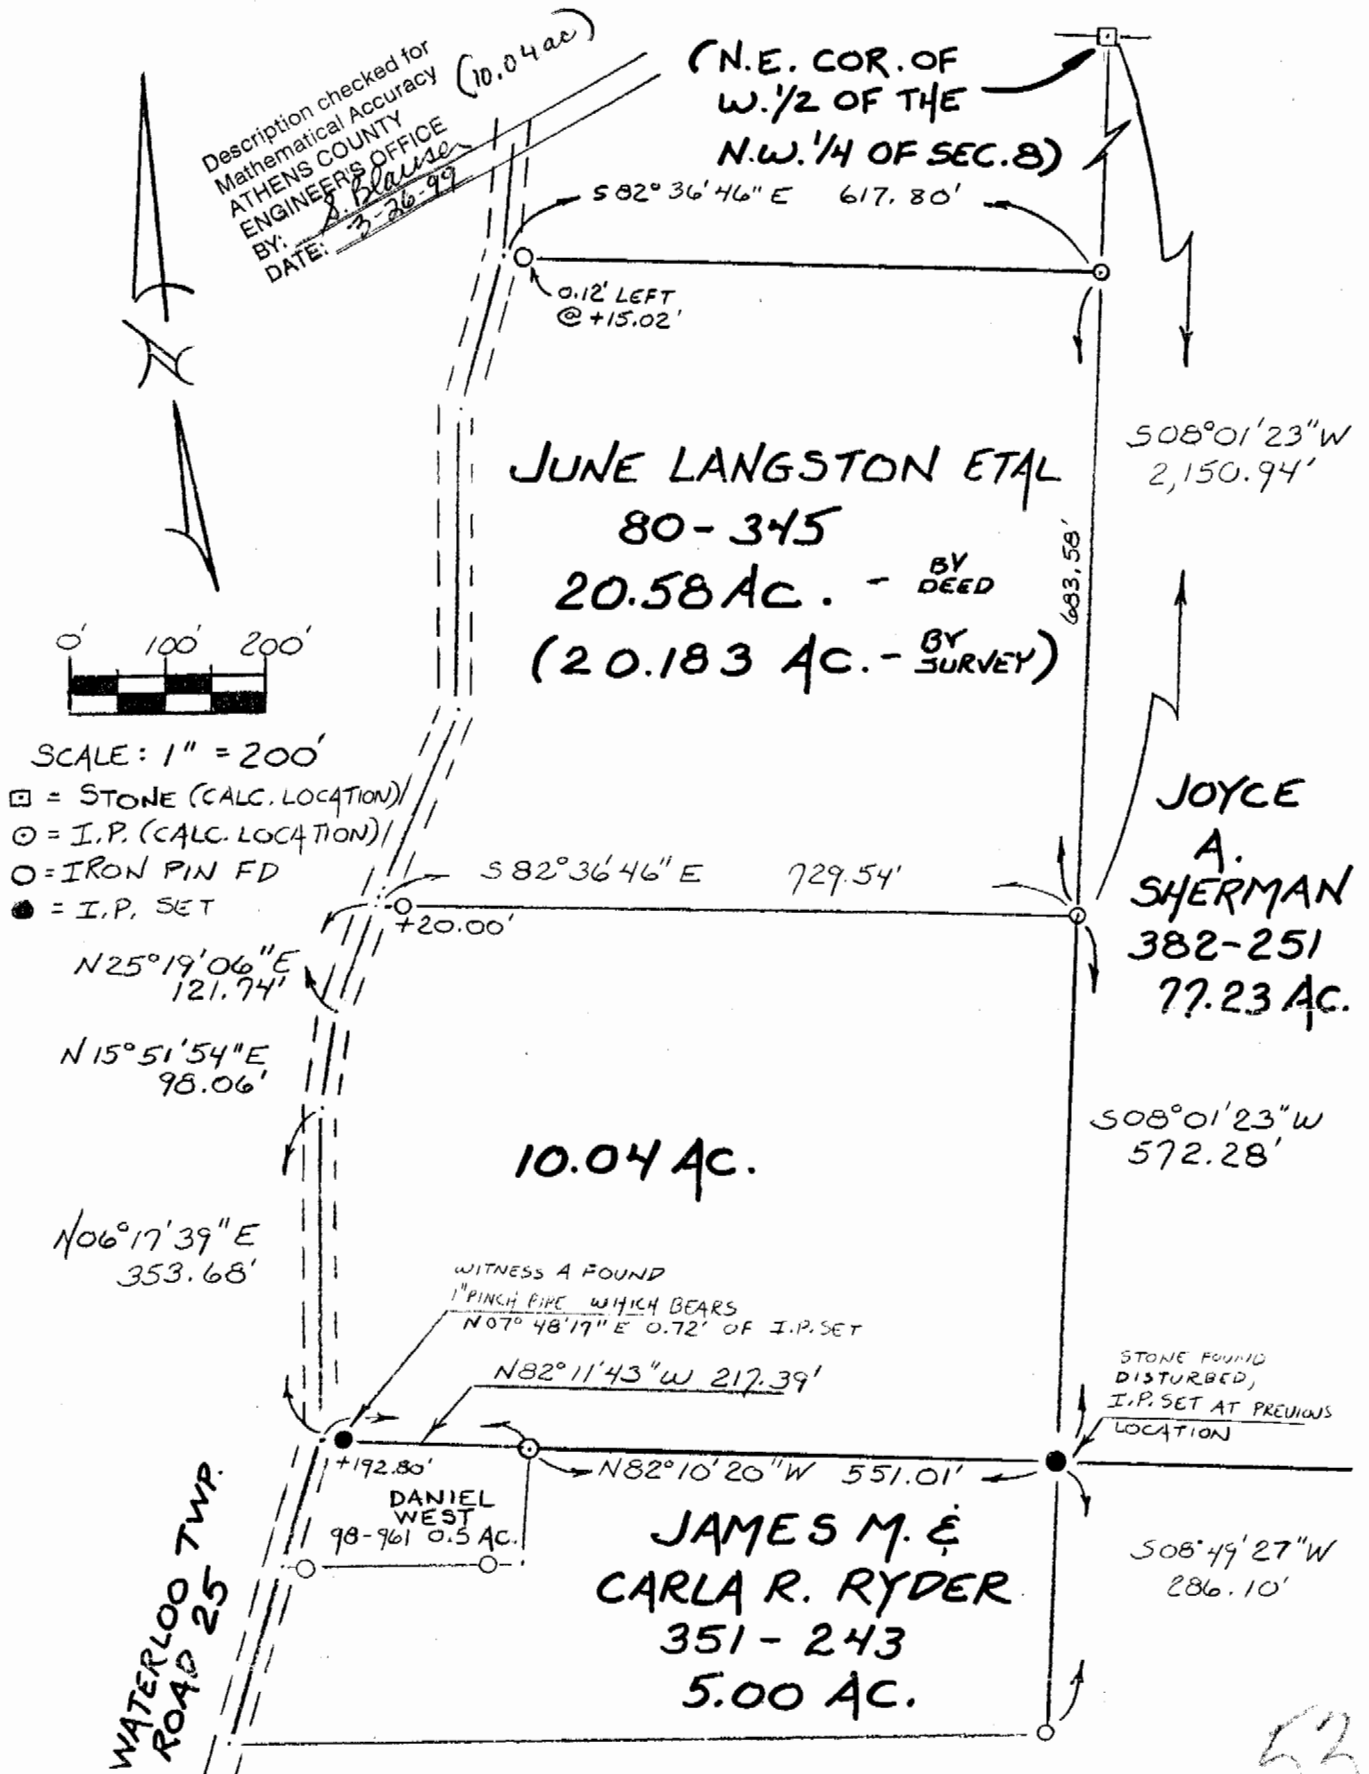 Description checked for
Mathematical Accuracy
ATHENS COUNTY
ENGINEER'S OFFICE
BY: S. Blauser
DATE: 3-26-99
(10.04 ac)
(N.E. COR. OF
W. 1/2 OF THE
N.W. 1/4 OF SEC. 8)
S 82° 36' 46" E 617.80'
0.12' LEFT
@ +15.02'
N
JUNE LANGSTON ETAL
80-345
20.58 AC. - BY DEED
(20.183 AC. - BY SURVEY)
683.58'
S08°01'23"W
2,150.94'
0' 100' 200'
SCALE: 1" = 200'
⊡ = STONE (CALC. LOCATION)
⊙ = I.P. (CALC. LOCATION)
O = IRON PIN FD
● = I.P. SET
S 82° 36' 46" E 729.54'
+20.00'
JOYCE
A.
SHERMAN
382-251
77.23 AC.
N25°19'06"E
121.74'
N15°51'54"E
98.06'
S08°01'23"W
572.28'
10.04 AC.
N06°17'39"E
353.68'
WITNESS A FOUND
1" PINCH PIPE WHICH BEARS
N07° 48'17" E 0.72' OF I.P. SET
N82°11'43"W 217.39'
STONE FOUND
DISTURBED,
I.P. SET AT PREVIOUS
LOCATION
+192.80'
N82°10'20"W 551.01'
DANIEL
WEST
98-961 0.5 AC.
JAMES M. &
CARLA R. RYDER
351-243
5.00 AC.
S08°49'27"W
286.10'
WATERLOO TWP.
ROAD 25
52